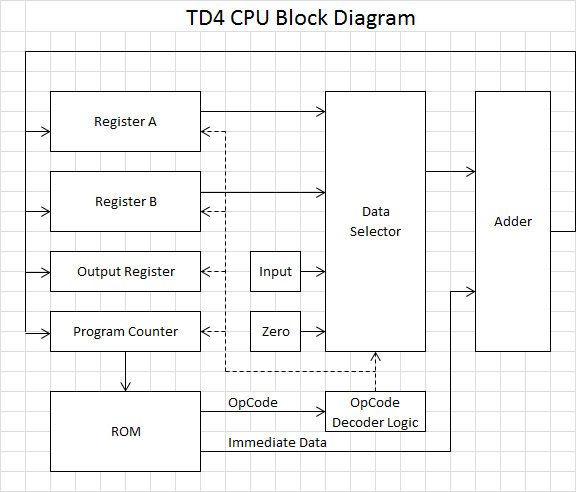 TD4 CPU Block Diagram
Register A
Register B
Data
Selector
Adder
Output Register
Input
Program Counter
Zero
ROM
OpCode
OpCode
Decoder Logic
Immediate Data